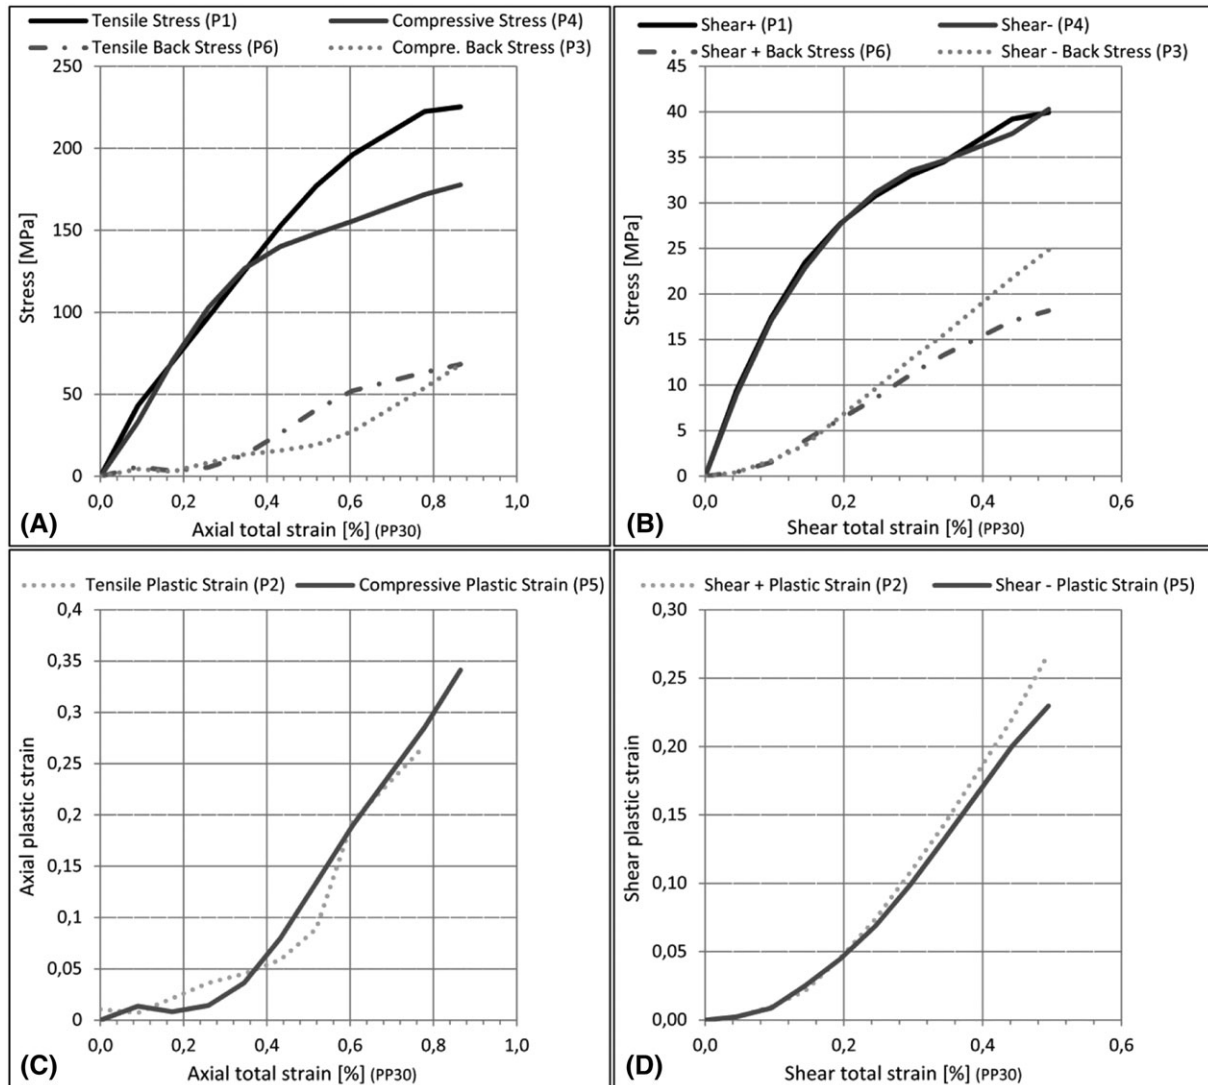 Tensile Stress (P1) Compressive Stress (P4)
Tensile Back Stress (P6) Compre. Back Stress (P3)
250
200
150
100
50
0
Stress [MPa]
0,0 0,2 0,4 0,6 0,8 1,0
(A) Axial total strain [%] (PP30)
Shear+ (P1) Shear- (P4)
Shear + Back Stress (P6) Shear - Back Stress (P3)
45
40
35
30
25
20
15
10
5
0
Stress [MPa]
0,0 0,2 0,4 0,6
(B) Shear total strain [%] (PP30)
Tensile Plastic Strain (P2) Compressive Plastic Strain (P5)
0,4
0,35
0,3
0,25
0,2
0,15
0,1
0,05
0
Axial plastic strain
0,0 0,2 0,4 0,6 0,8 1,0
(C) Axial total strain [%] (PP30)
Shear + Plastic Strain (P2) Shear - Plastic Strain (P5)
0,30
0,25
0,20
0,15
0,10
0,05
0,00
Shear plastic strain
0,0 0,2 0,4 0,6
(D) Shear total strain [%] (PP30)